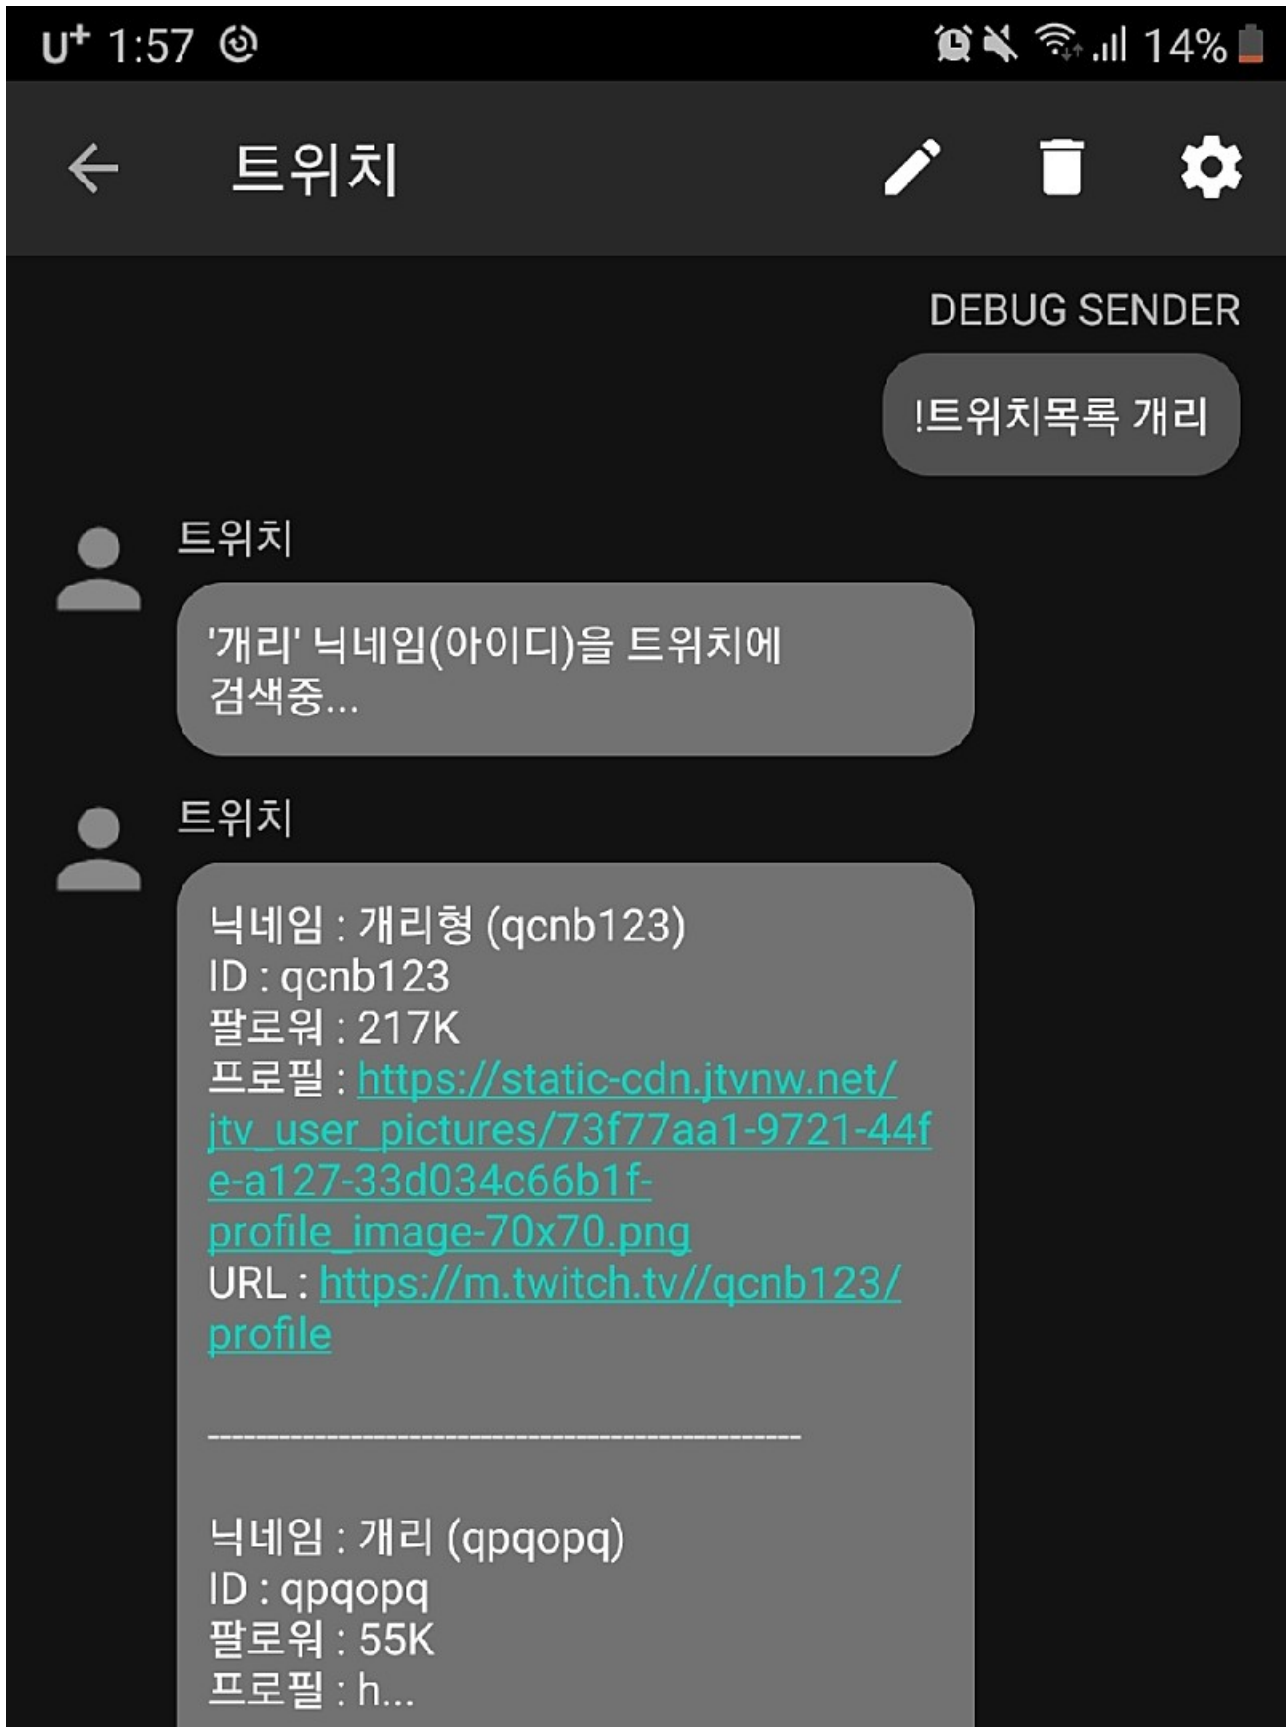 U+ 1:57 14%
트위치
DEBUG SENDER
!트위치목록 개리
트위치
'개리' 닉네임(아이디)을 트위치에
검색중...
트위치
닉네임 : 개리형 (qcnb123)
ID : qcnb123
팔로워 : 217K
프로필 : https://static-cdn.jtvnw.net/
jtv_user_pictures/73f77aa1-9721-44f
e-a127-33d034c66b1f-
profile_image-70x70.png
URL : https://m.twitch.tv//qcnb123/
profile
닉네임 : 개리 (qpqopq)
ID : qpqopq
팔로워 : 55K
프로필 : h...